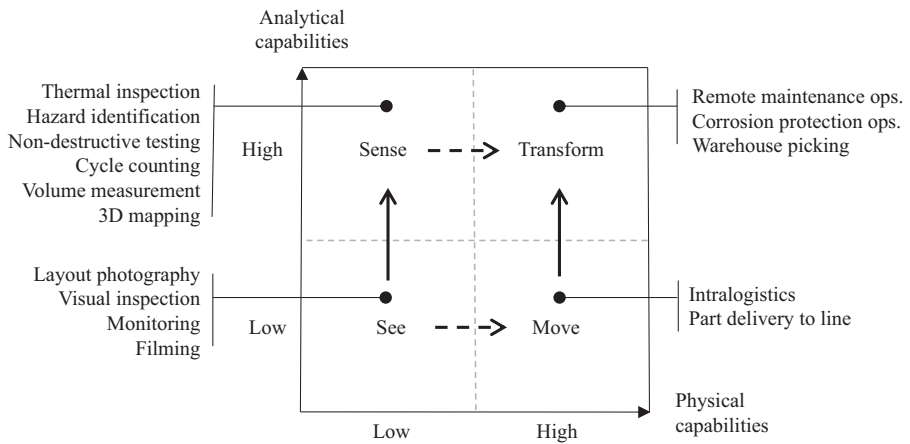 Analytical
capabilities
Thermal inspection
Hazard identification
Non-destructive testing
Cycle counting
Volume measurement
3D mapping
High
Sense
Transform
Remote maintenance ops.
Corrosion protection ops.
Warehouse picking
Layout photography
Visual inspection
Monitoring
Filming
Low
See
Move
Intralogistics
Part delivery to line
Low
High
Physical
capabilities